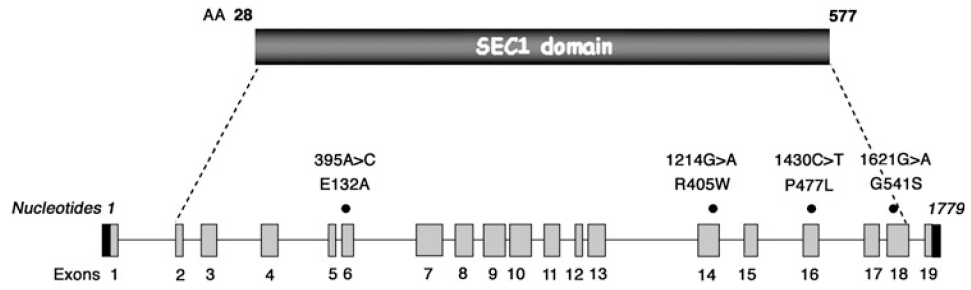 AA 28 577
SEC1 domain
395A>C 1214G>A 1430C>T 1621G>A
E132A R405W P477L G541S
Nucleotides 1 1779
Exons 1 2 3 4 5 6 7 8 9 10 11 12 13 14 15 16 17 18 19